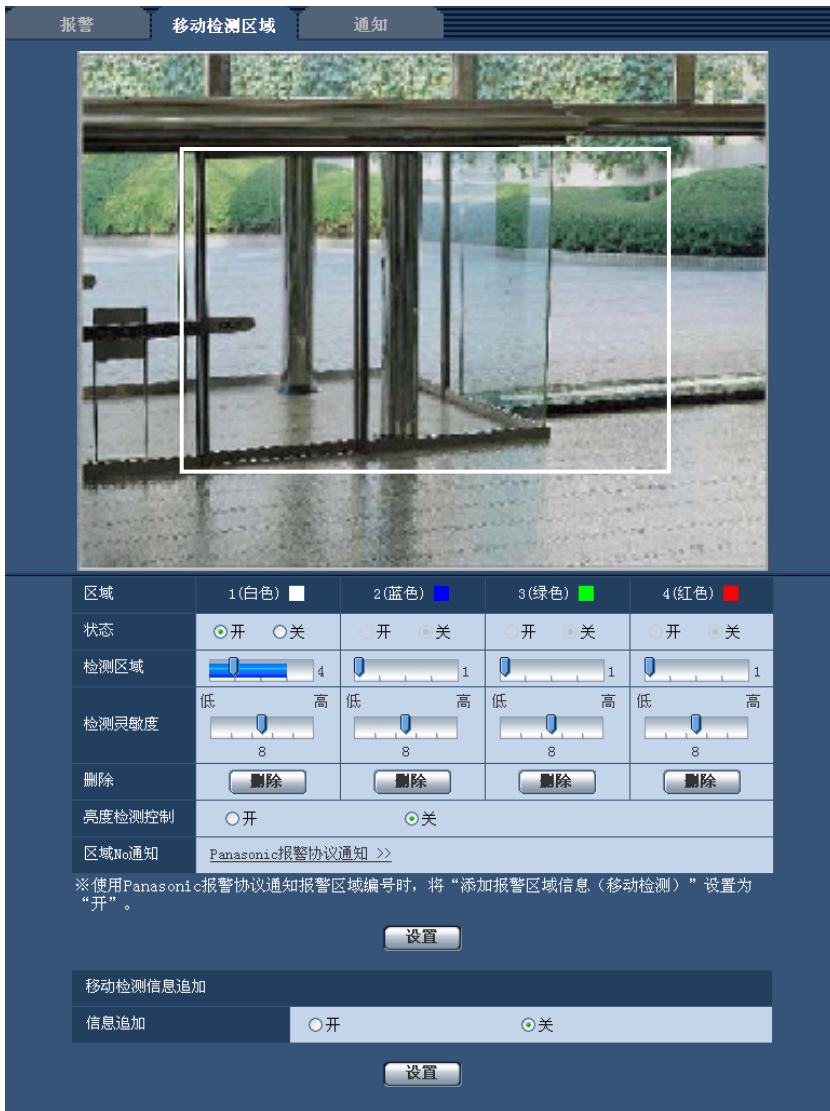 报警 移动检测区域 通知
区域 1(白色) 2(蓝色) 3(绿色) 4(红色)
状态 开 关 开 关 开 关 开 关
检测区域 4 1 1 1
低 高 低 高 低 高 低 高
检测灵敏度
8 8 8 8
删除 删除 删除 删除 删除
亮度检测控制 开 关
区域No通知 Panasonic报警协议通知 >>
※使用Panasonic报警协议通知报警区域编号时，将“添加报警区域信息（移动检测）”设置为
“开”。
设置
移动检测信息追加
信息追加 开 关
设置